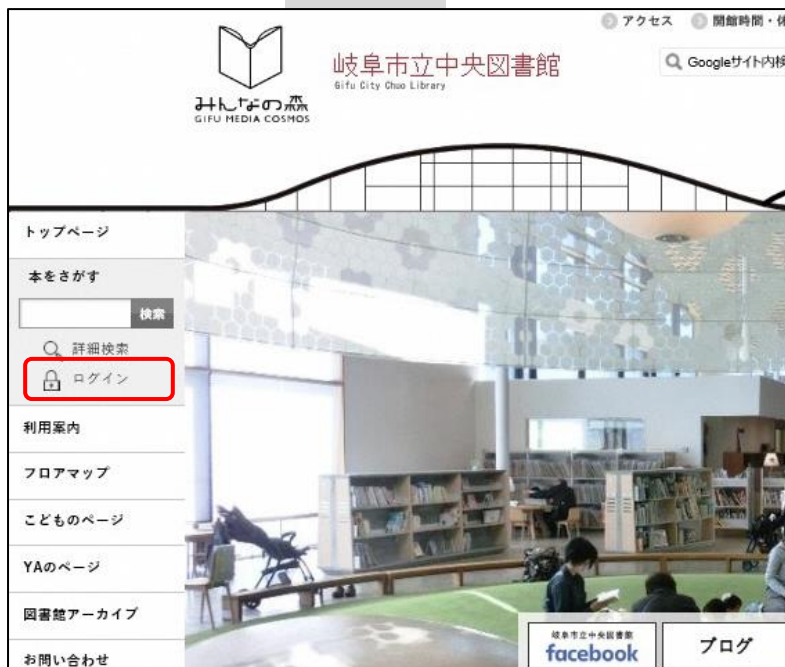 アクセス
開館時間・休
みんなの森
GIFU MEDIA COSMOS
岐阜市立中央図書館
Gifu City Chuo Library
Googleサイト内検
トップページ
本をさがす
検索
詳細検索
ログイン
利用案内
フロアマップ
こどものページ
YAのページ
図書館アーカイブ
お問い合わせ
岐阜市立中央図書館
facebook
ブログ